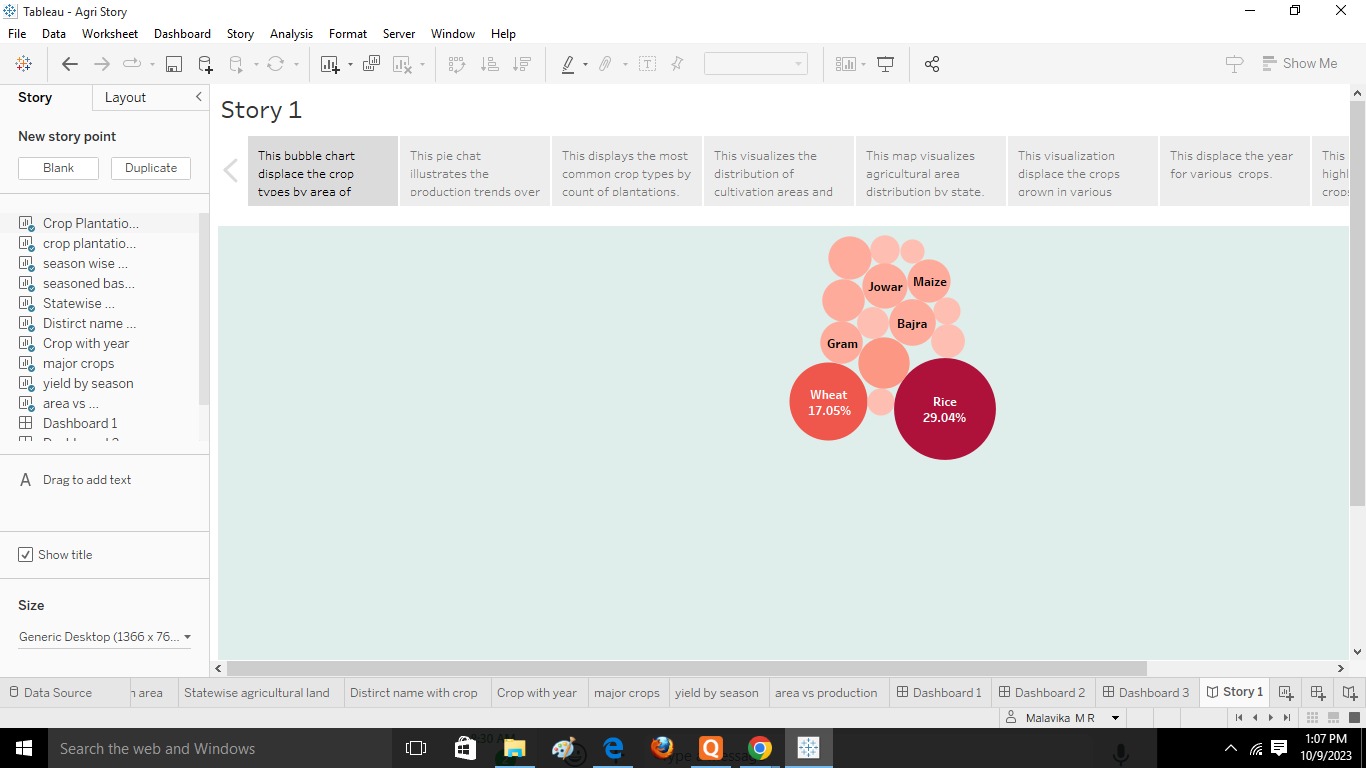 Tableau - Agri Story
File Data Worksheet Dashboard Story Analysis Format Server Window Help
Show Me
Story Layout
New story point
Blank Duplicate
Crop Plantatio...
crop plantatio...
season wise ...
seasoned bas...
Statewise ...
Distirct name ...
Crop with year
major crops
yield by season
area vs ...
Dashboard 1
A Drag to add text
Show title
Size
Generic Desktop (1366 x 76...
Story 1
This bubble chart
displace the crop
types by area of
This pie chat
illustrates the
production trends over
This displays the most
common crop types by
count of plantations.
This visualizes the
distribution of
cultivation areas and
This map visualizes
agricultural area
distribution by state.
This visualization
displace the crops
grown in various
This displace the year
for various crops.
This
Jowar
Maize
Bajra
Gram
Wheat
17.05%
Rice
29.04%
Data Source area Statewise agricultural land Distirct name with crop Crop with year major crops yield by season area vs production Dashboard 1 Dashboard 2 Dashboard 3 Story 1
Malavika M R
Search the web and Windows
1:07 PM
10/9/2023